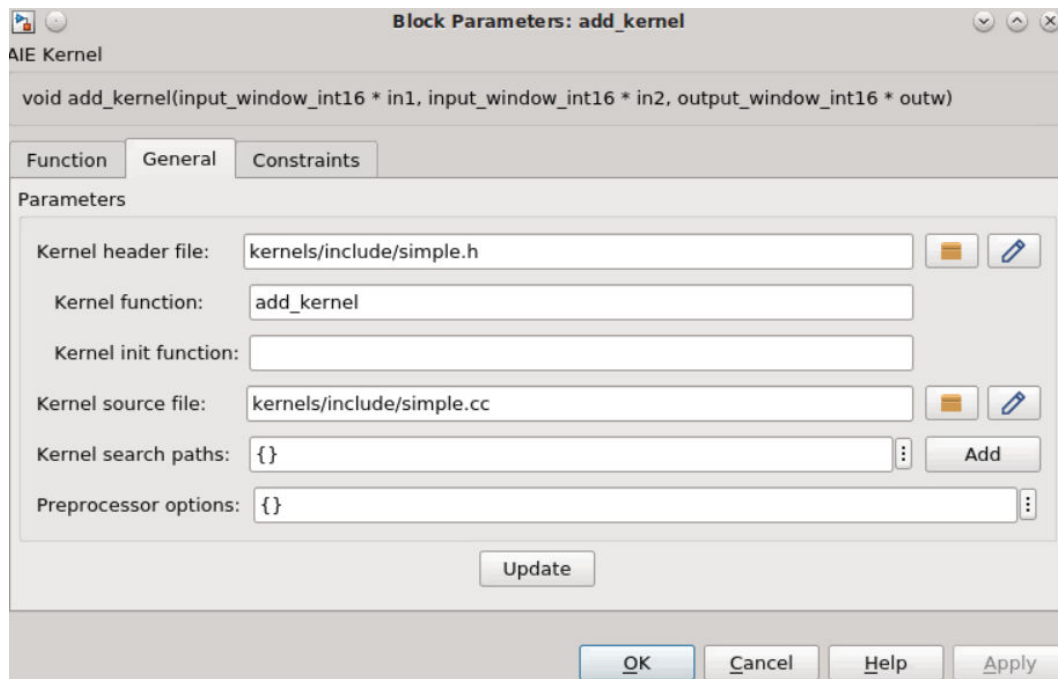 Block Parameters: add_kernel
AIE Kernel
void add_kernel(input_window_int16 * in1, input_window_int16 * in2, output_window_int16 * outw)
Function General Constraints
Parameters
Kernel header file: kernels/include/simple.h
Kernel function: add_kernel
Kernel init function:
Kernel source file: kernels/include/simple.cc
Kernel search paths: {} Add
Preprocessor options: {}
Update
OK Cancel Help Apply